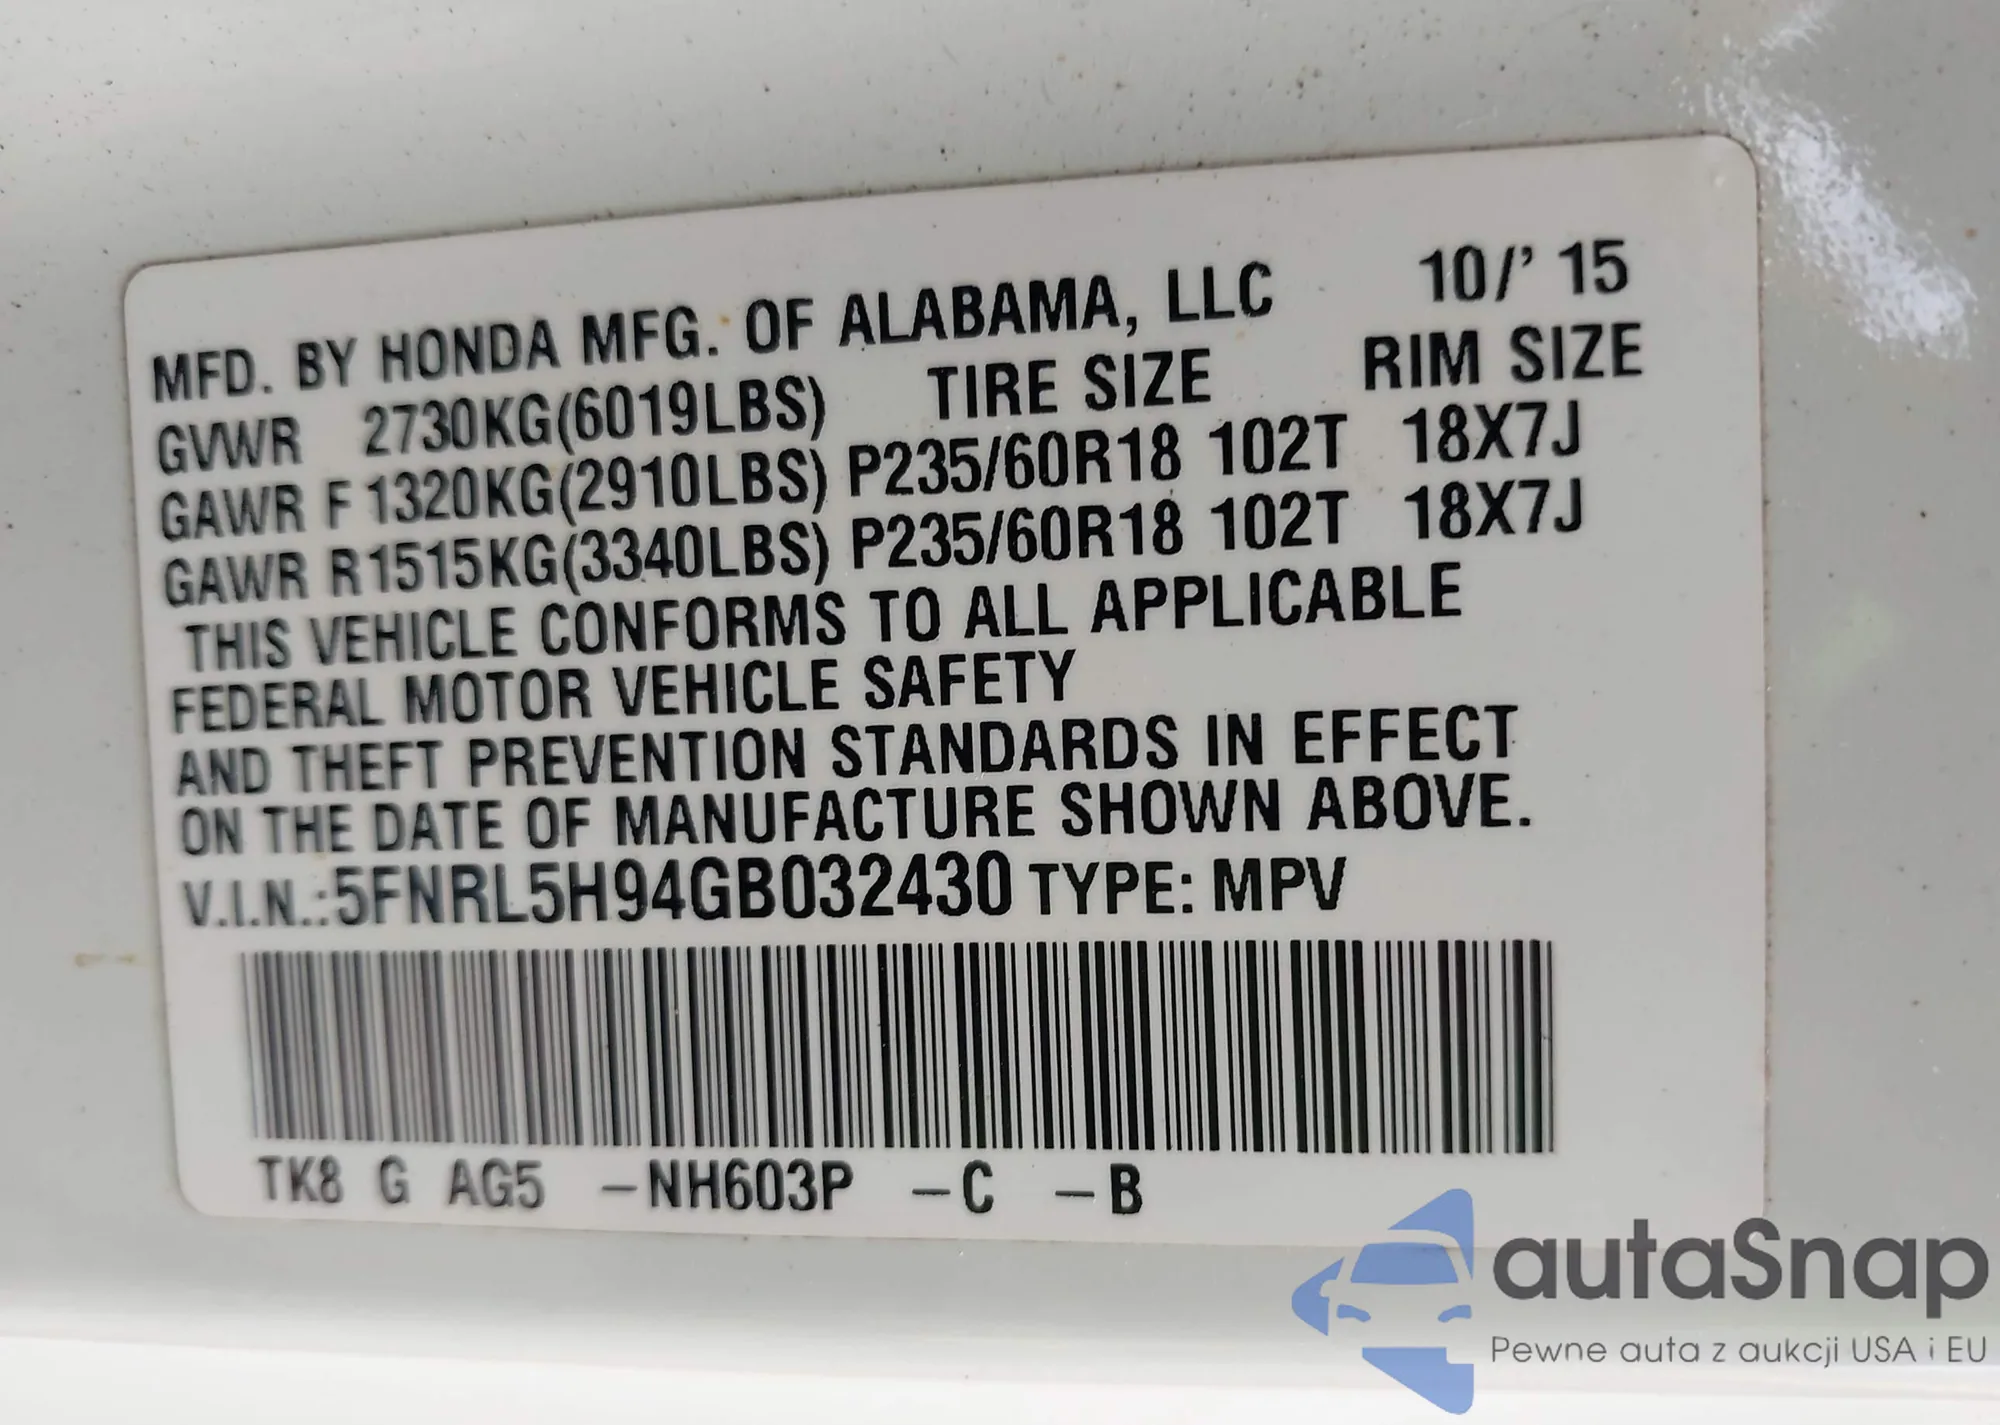 MFD. BY HONDA MFG. OF ALABAMA, LLC 10/' 15
GVWR 2730KG(6019LBS) TIRE SIZE RIM SIZE
GAWR F 1320KG(2910LBS) P235/60R18 102T 18X7J
GAWR R 1515KG(3340LBS) P235/60R18 102T 18X7J
THIS VEHICLE CONFORMS TO ALL APPLICABLE
FEDERAL MOTOR VEHICLE SAFETY
AND THEFT PREVENTION STANDARDS IN EFFECT
ON THE DATE OF MANUFACTURE SHOWN ABOVE.
V.I.N.:5FNRL5H94GB032430 TYPE: MPV
TK8 G AG5 –NH603P –C –B
autaSnap
Pewne auta z aukcji USA i EU